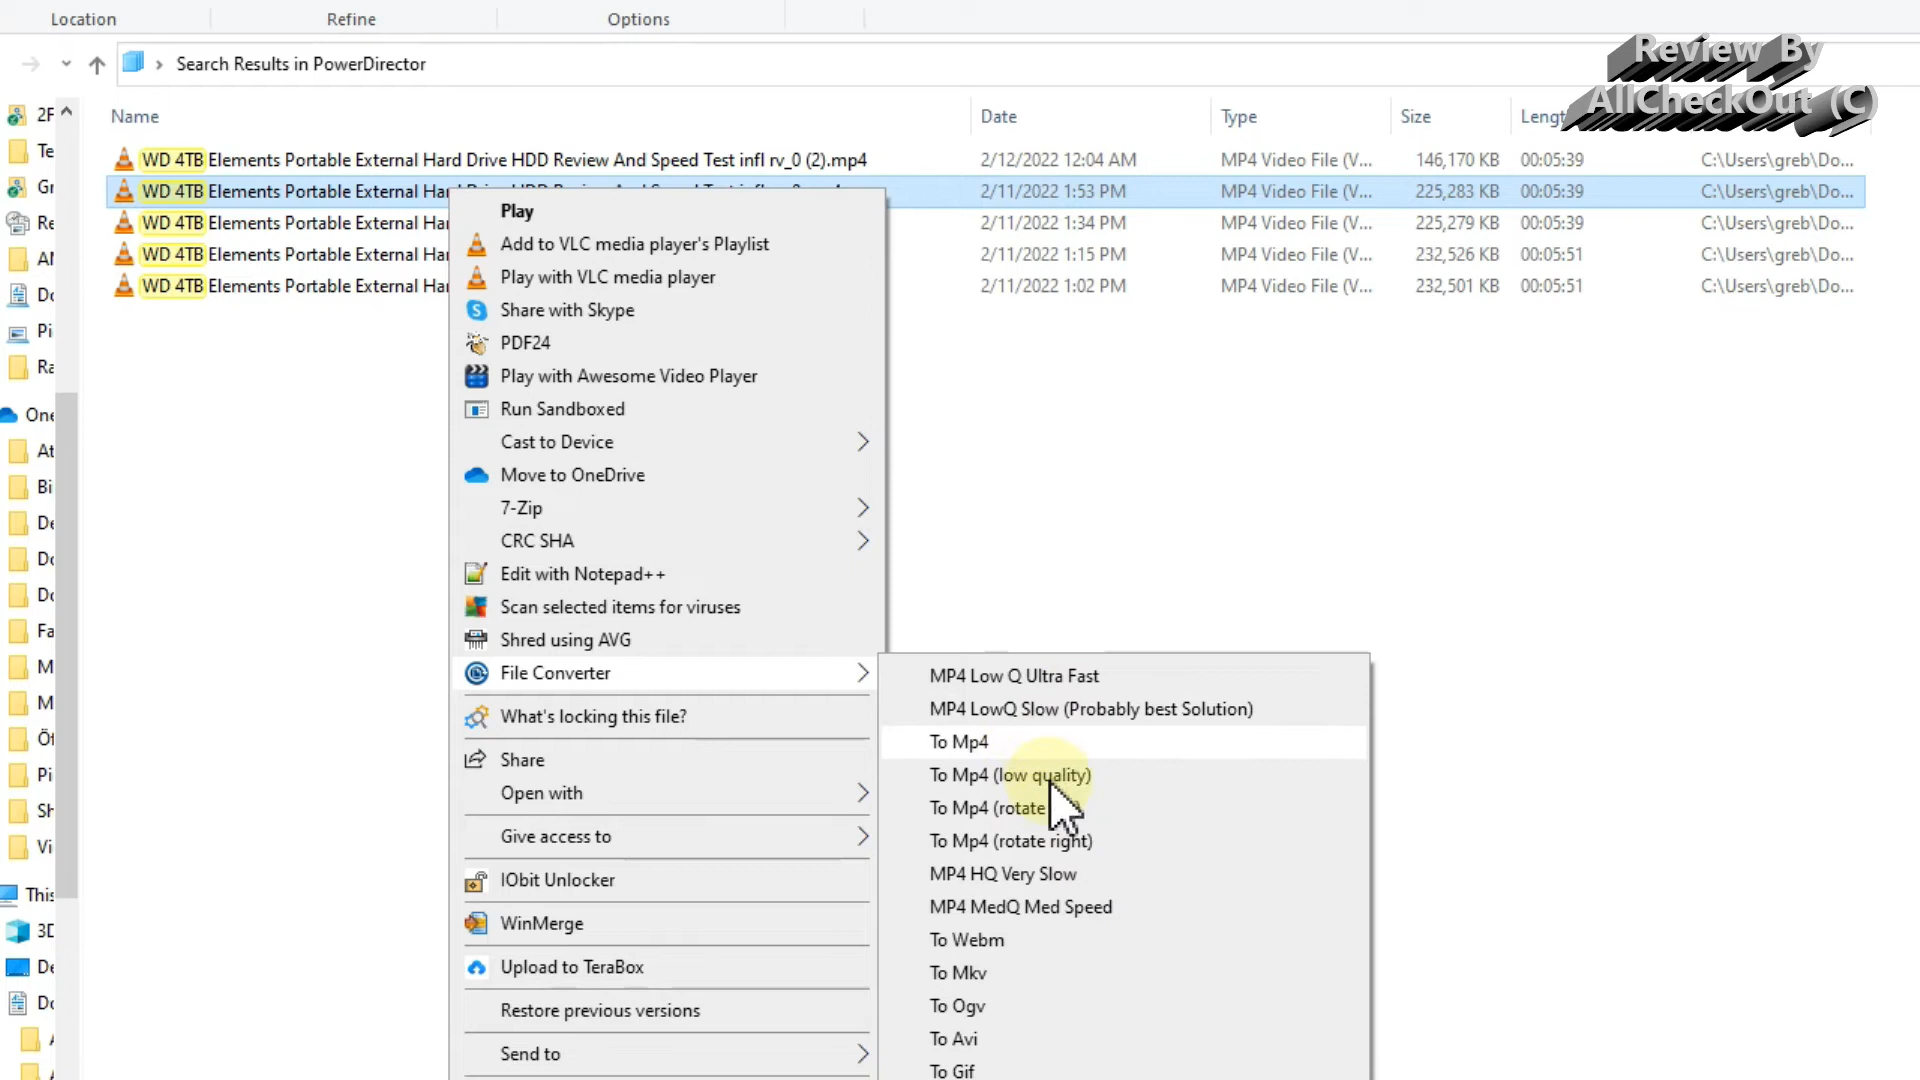 Location Refine Options
Review By
AllCheckOut (C)
Search Results in PowerDirector
Name Date Type Size
WD 4TB Elements Portable External Hard Drive HDD Review And Speed Test infl rv_0 (2).mp4 2/12/2022 12:04 AM MP4 Video File (V... 146,170 KB 00:05:39 C:\Users\greb\Do...
WD 4TB Elements Portable External 2/11/2022 1:53 PM MP4 Video File (V... 225,283 KB 00:05:39 C:\Users\greb\Do...
WD 4TB Elements Portable External 2/11/2022 1:34 PM MP4 Video File (V... 225,279 KB 00:05:39 C:\Users\greb\Do...
WD 4TB Elements Portable External 2/11/2022 1:15 PM MP4 Video File (V... 232,526 KB 00:05:51 C:\Users\greb\Do...
WD 4TB Elements Portable External 2/11/2022 1:02 PM MP4 Video File (V... 232,501 KB 00:05:51 C:\Users\greb\Do...
Play
Add to VLC media player's Playlist
Play with VLC media player
Share with Skype
PDF24
Play with Awesome Video Player
Run Sandboxed
Cast to Device
Move to OneDrive
7-Zip
CRC SHA
Edit with Notepad++
Scan selected items for viruses
Shred using AVG
File Converter
What's locking this file?
Share
Open with
Give access to
IObit Unlocker
WinMerge
Upload to TeraBox
Restore previous versions
Send to
MP4 Low Q Ultra Fast
MP4 LowQ Slow (Probably best Solution)
To Mp4
To Mp4 (low quality)
To Mp4 (rotate
To Mp4 (rotate right)
MP4 HQ Very Slow
MP4 MedQ Med Speed
To Webm
To Mkv
To Ogv
To Avi
To Gif